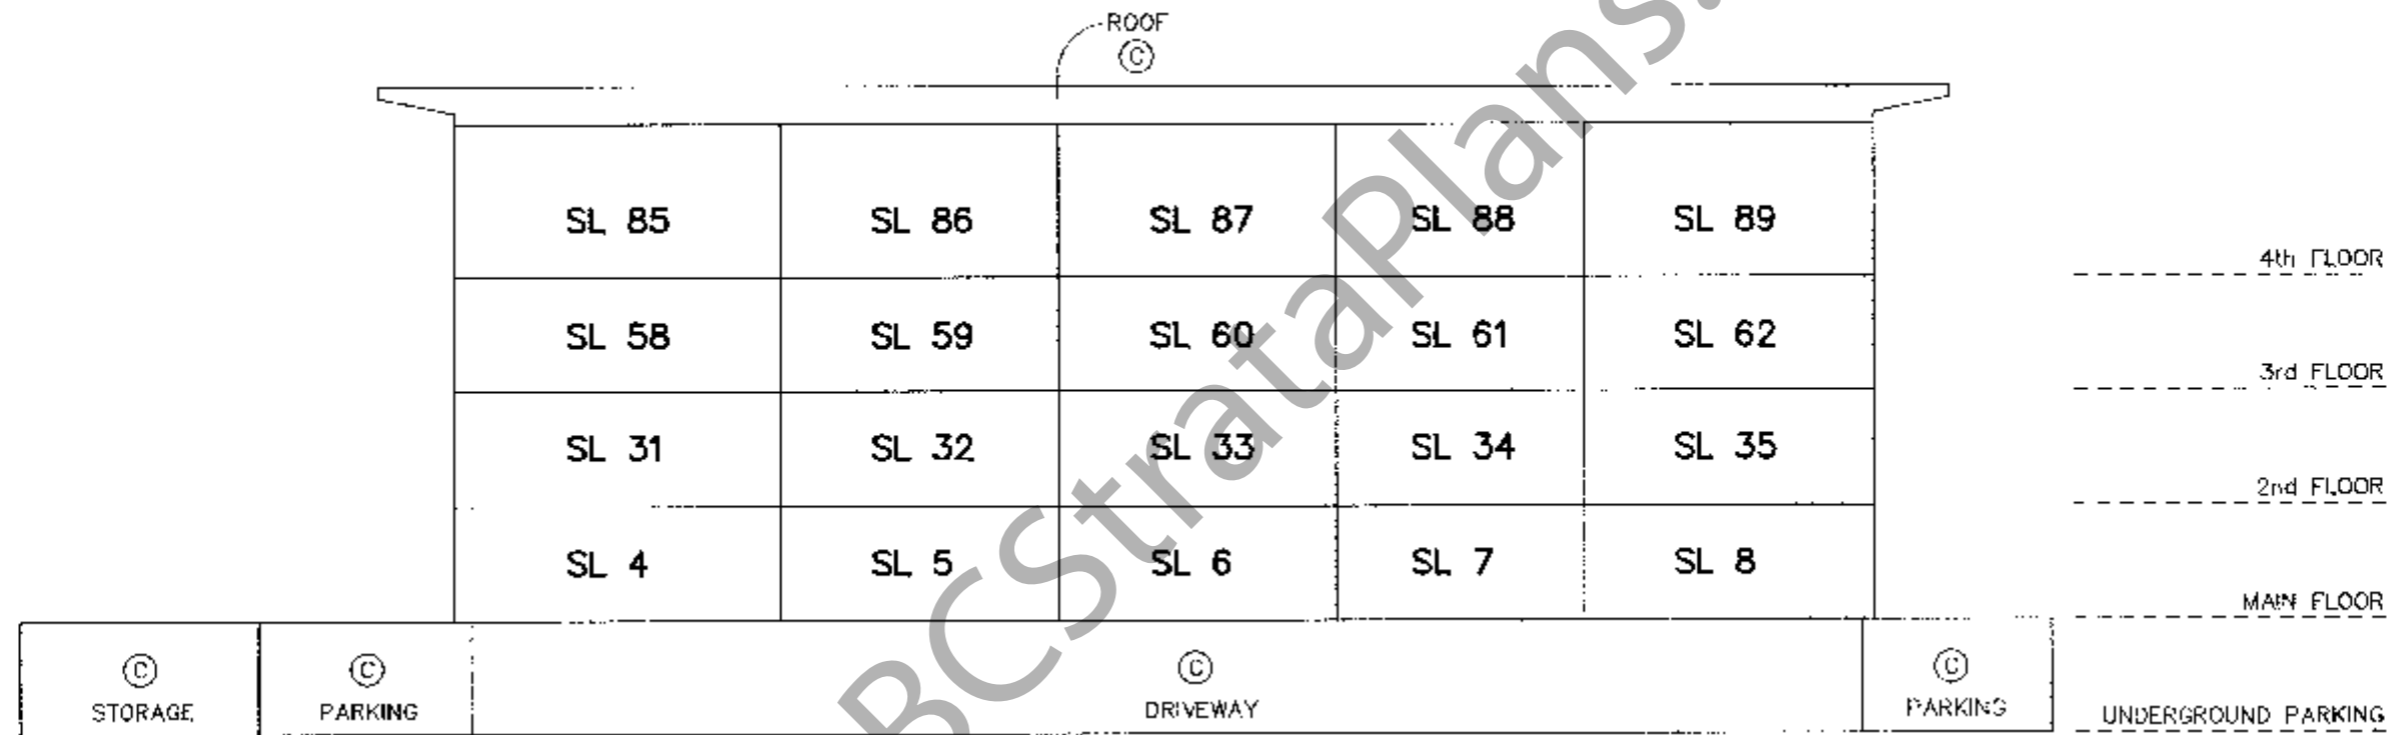 ROOF
©
SL 85 SL 86 SL 87 SL 88 SL 89
4th FLOOR
SL 58 SL 59 SL 60 SL 61 SL 62
3rd FLOOR
SL 31 SL 32 SL 33 SL 34 SL 35
2nd FLOOR
SL 4 SL 5 SL 6 SL 7 SL 8
MAIN FLOOR
© © © ©
STORAGE PARKING DRIVEWAY PARKING UNDERGROUND PARKING
BCStrataPlans.